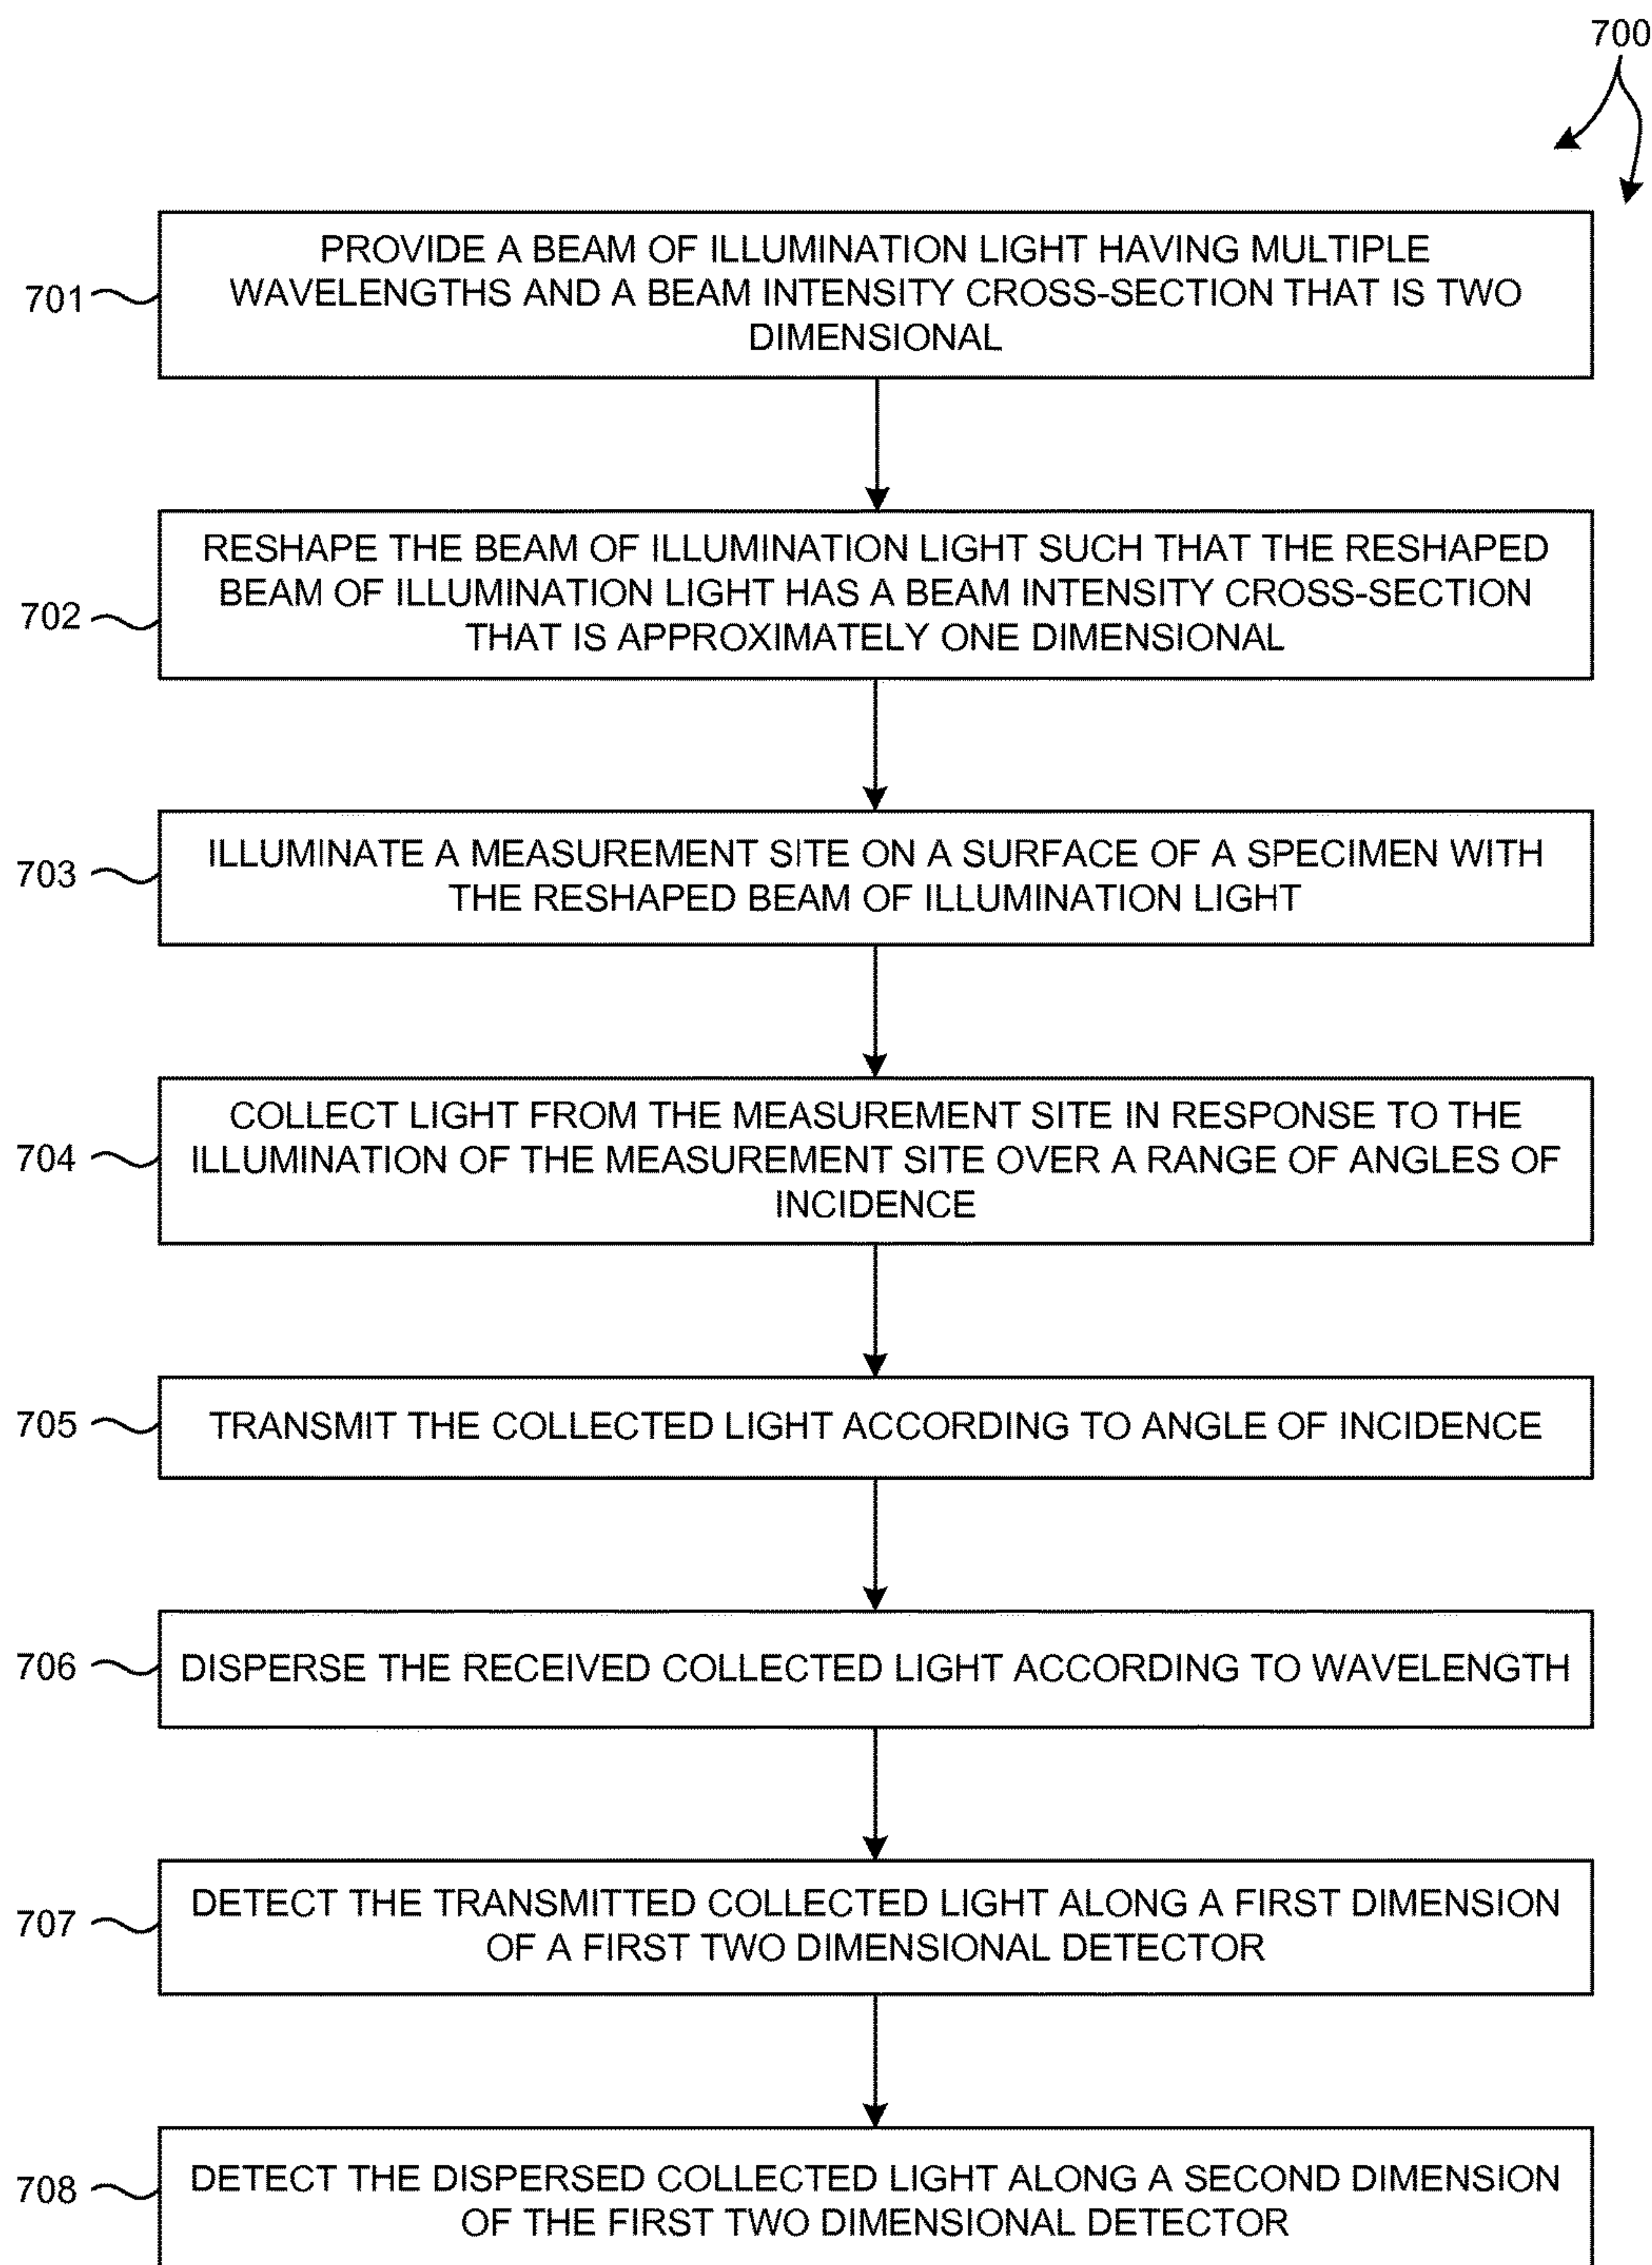 700
701
PROVIDE A BEAM OF ILLUMINATION LIGHT HAVING MULTIPLE
WAVELENGTHS AND A BEAM INTENSITY CROSS-SECTION THAT IS TWO
DIMENSIONAL
702
RESHAPE THE BEAM OF ILLUMINATION LIGHT SUCH THAT THE RESHAPED
BEAM OF ILLUMINATION LIGHT HAS A BEAM INTENSITY CROSS-SECTION
THAT IS APPROXIMATELY ONE DIMENSIONAL
703
ILLUMINATE A MEASUREMENT SITE ON A SURFACE OF A SPECIMEN WITH
THE RESHAPED BEAM OF ILLUMINATION LIGHT
704
COLLECT LIGHT FROM THE MEASUREMENT SITE IN RESPONSE TO THE
ILLUMINATION OF THE MEASUREMENT SITE OVER A RANGE OF ANGLES OF
INCIDENCE
705
TRANSMIT THE COLLECTED LIGHT ACCORDING TO ANGLE OF INCIDENCE
706
DISPERSE THE RECEIVED COLLECTED LIGHT ACCORDING TO WAVELENGTH
707
DETECT THE TRANSMITTED COLLECTED LIGHT ALONG A FIRST DIMENSION
OF A FIRST TWO DIMENSIONAL DETECTOR
708
DETECT THE DISPERSED COLLECTED LIGHT ALONG A SECOND DIMENSION
OF THE FIRST TWO DIMENSIONAL DETECTOR